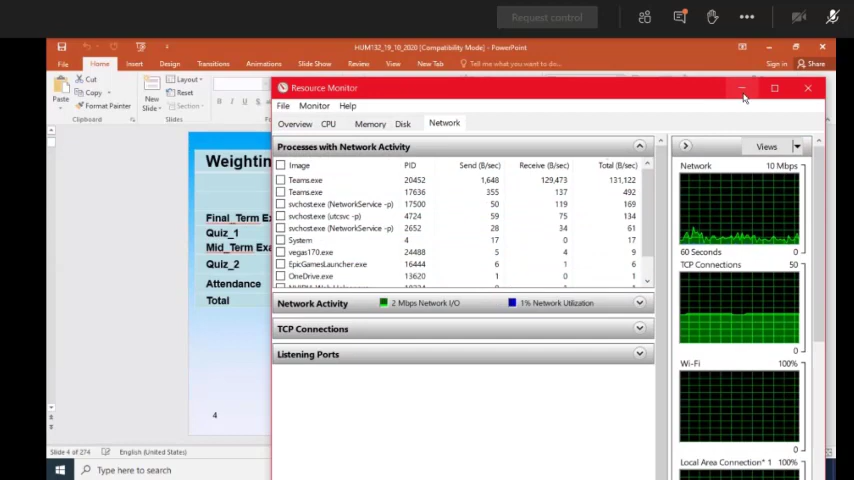 Request control
HUM132_19_10_2020 [Compatibility Mode] - PowerPoint
File Home Insert Design Transitions Animations Slide Show Review View New Tab Tell me what you want to do... Sign in Share
Paste
Cut
Copy
Format Painter
Clipboard
New
Slide
Layout
Reset
Resource Monitor
File Monitor Help
Overview CPU Memory Disk Network
Processes with Network Activity
Image PID Send (B/sec) Receive (B/sec) Total (B/sec)
Teams.exe 20452 1,648 129,473 131,122
Teams.exe 17636 355 137 492
svchost.exe (NetworkService -p) 17500 50 119 169
svchost.exe (utcsvc -p) 4724 59 75 134
svchost.exe (NetworkService -p) 2652 28 34 61
System 4 17 0 17
vegas170.exe 24488 5 4 9
EpicGamesLauncher.exe 16444 6 1 6
OneDrive.exe 13620 1 0 1
Network Activity 2 Mbps Network I/O 1% Network Utilization
TCP Connections
Listening Ports
Views
Network 10 Mbps
60 Seconds 0
TCP Connections 50
0
Wi-Fi 100%
0
Local Area Connection* 1 100%
Weightin
Final_Term Ex
Quiz_1
Mid_Term Exa
Quiz_2
Attendance
Total
4
Slide 4 of 274 English (United States)
Type here to search